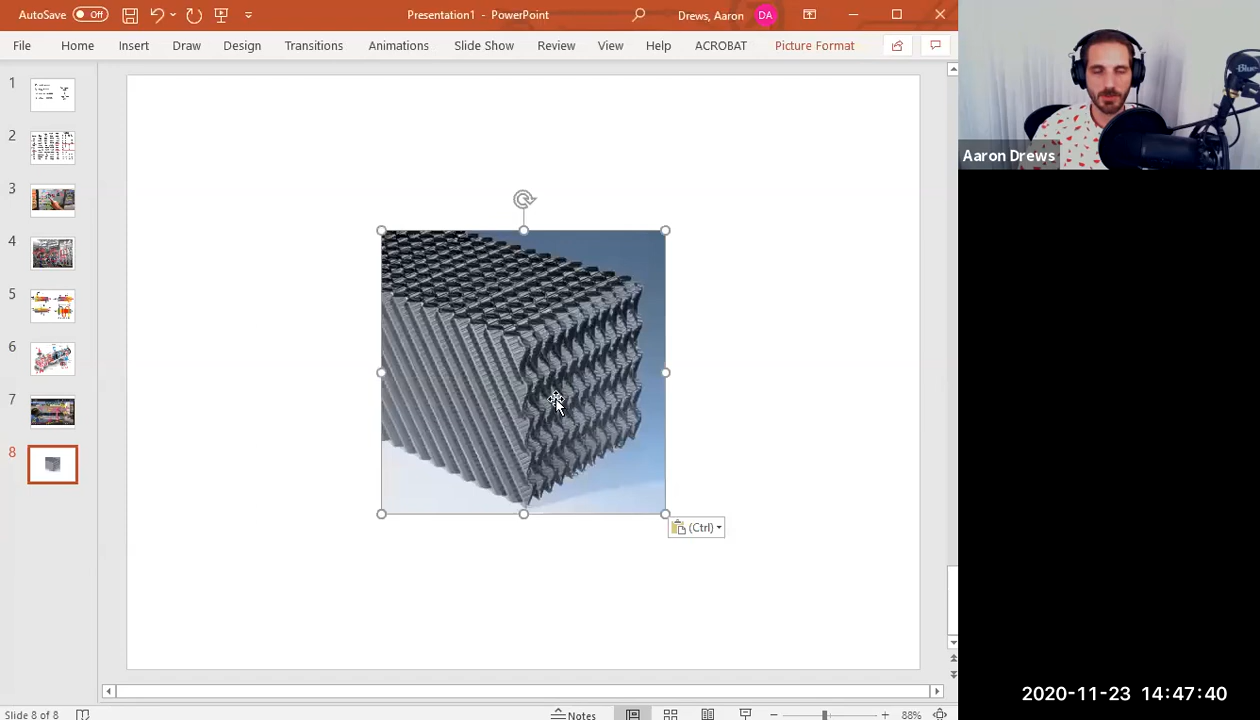 AutoSave Off Presentation1 - PowerPoint Drews, Aaron DA
File Home Insert Draw Design Transitions Animations Slide Show Review View Help ACROBAT Picture Format
Blue
Aaron Drews
1
2
3
4
5
6
7
8
(Ctrl)
2020-11-23 14:47:40
Slide 8 of 8 Notes 88%